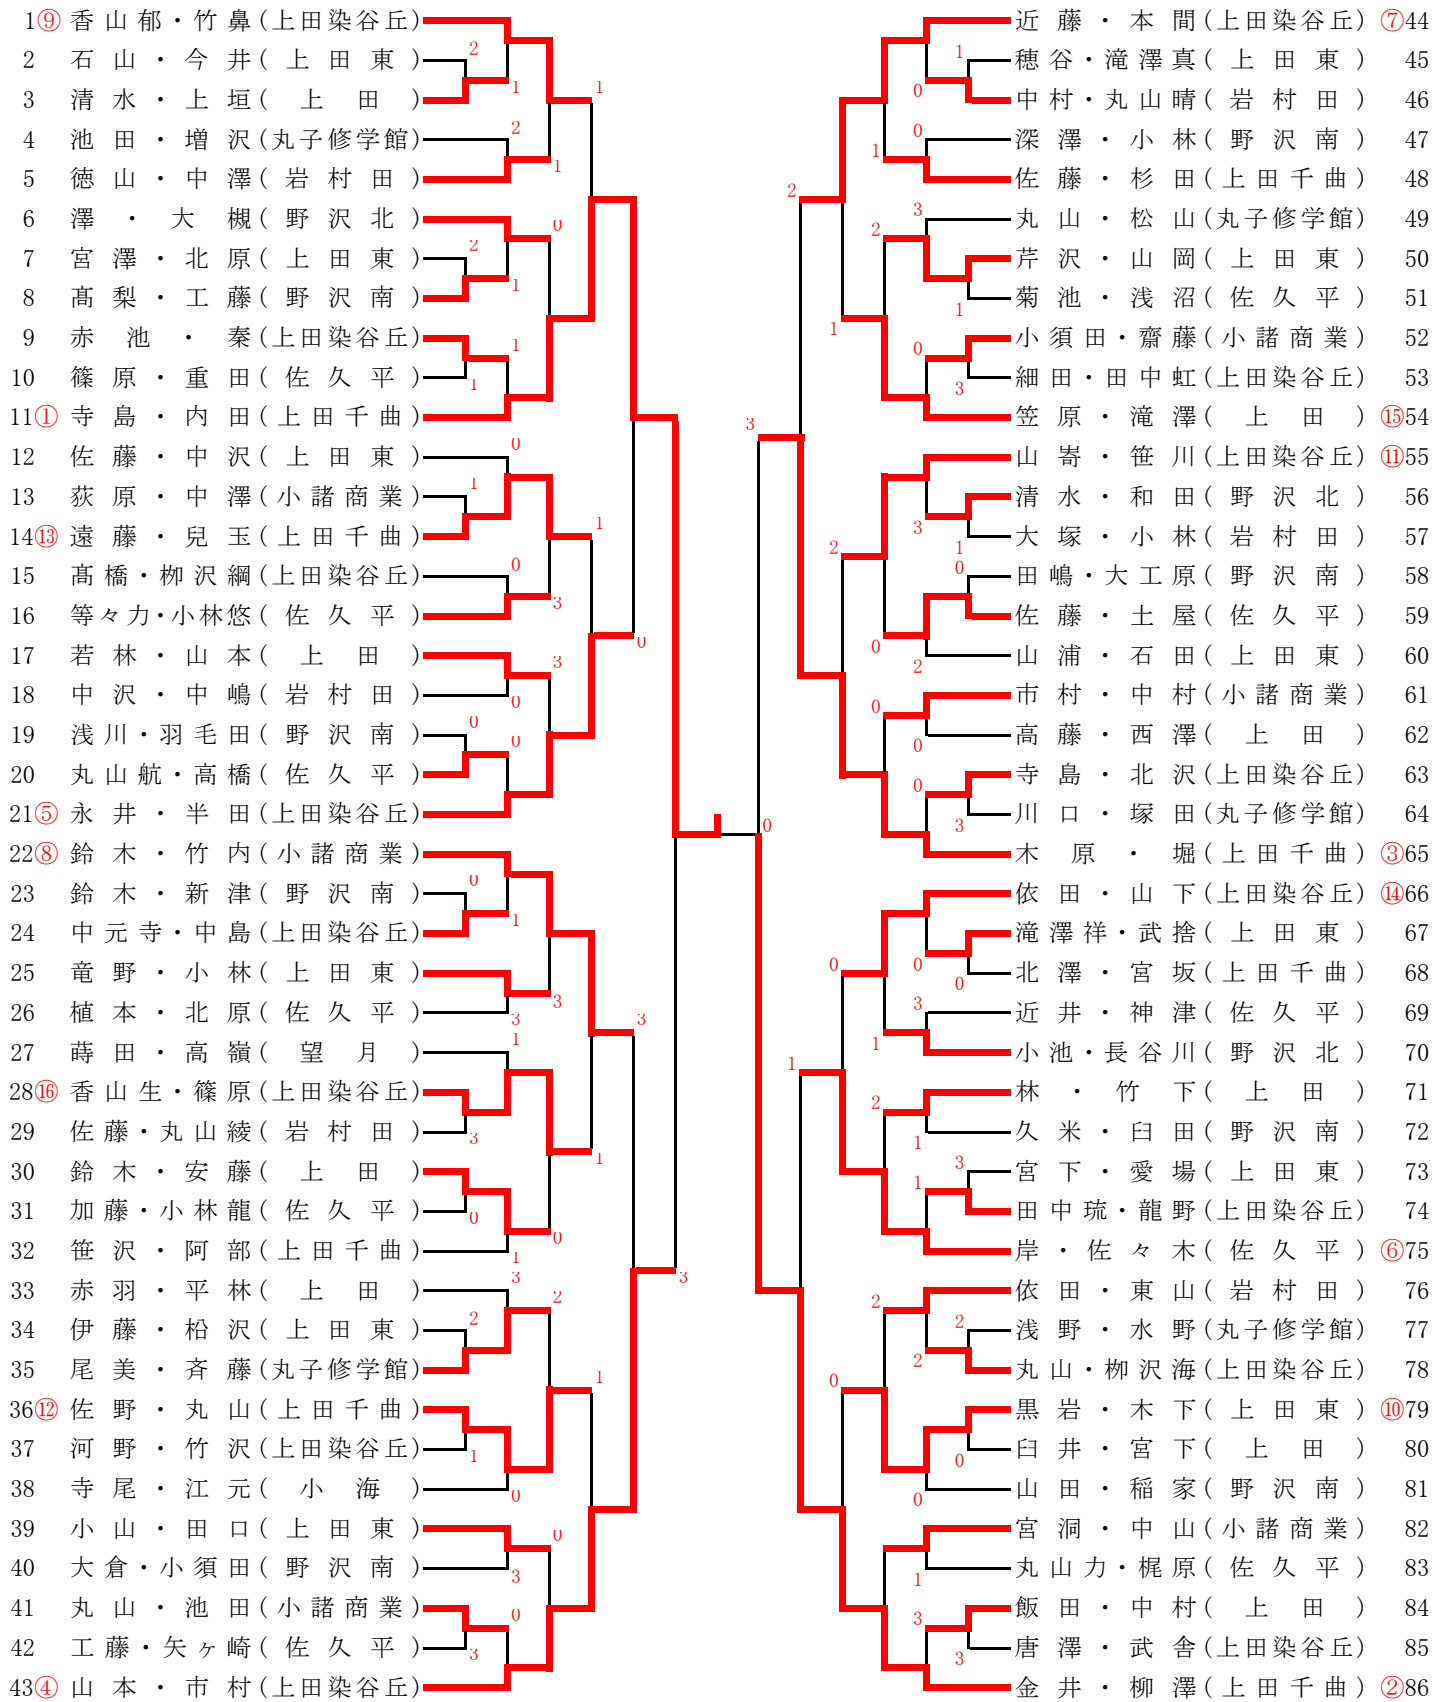 1⑨ 香山郁・竹鼻(上田染谷丘)
2 石山・今井(上田東)
3 清水・上垣(上田)
4 池田・増沢(丸子修学館)
5 徳山・中澤(岩村田)
6 澤・大槻(野沢北)
7 宮澤・北原(上田東)
8 髙梨・工藤(野沢南)
9 赤池・秦(上田染谷丘)
10 篠原・重田(佐久平)
11① 寺島・内田(上田千曲)
12 佐藤・中沢(上田東)
13 荻原・中澤(小諸商業)
14⑬ 遠藤・兒玉(上田千曲)
15 髙橋・栁沢綱(上田染谷丘)
16 等々力・小林悠(佐久平)
17 若林・山本(上田)
18 中沢・中嶋(岩村田)
19 浅川・羽毛田(野沢南)
20 丸山航・高橋(佐久平)
21⑤ 永井・半田(上田染谷丘)
22⑧ 鈴木・竹内(小諸商業)
23 鈴木・新津(野沢南)
24 中元寺・中島(上田染谷丘)
25 竜野・小林(上田東)
26 植本・北原(佐久平)
27 蒔田・高嶺(望月)
28⑯ 香山生・篠原(上田染谷丘)
29 佐藤・丸山綾(岩村田)
30 鈴木・安藤(上田)
31 加藤・小林龍(佐久平)
32 笹沢・阿部(上田千曲)
33 赤羽・平林(上田)
34 伊藤・柗沢(上田東)
35 尾美・斉藤(丸子修学館)
36⑫ 佐野・丸山(上田千曲)
37 河野・竹沢(上田染谷丘)
38 寺尾・江元(小海)
39 小山・田口(上田東)
40 大倉・小須田(野沢南)
41 丸山・池田(小諸商業)
42 工藤・矢ヶ崎(佐久平)
43④ 山本・市村(上田染谷丘)
近藤・本間(上田染谷丘) ⑦44
穂谷・滝澤真(上田東) 45
中村・丸山晴(岩村田) 46
深澤・小林(野沢南) 47
佐藤・杉田(上田千曲) 48
丸山・松山(丸子修学館) 49
芹沢・山岡(上田東) 50
菊池・浅沼(佐久平) 51
小須田・齋藤(小諸商業) 52
細田・田中虹(上田染谷丘) 53
笠原・滝澤(上田) ⑮54
山寄・笹川(上田染谷丘) ⑪55
清水・和田(野沢北) 56
大塚・小林(岩村田) 57
田嶋・大工原(野沢南) 58
佐藤・土屋(佐久平) 59
山浦・石田(上田東) 60
市村・中村(小諸商業) 61
高藤・西澤(上田) 62
寺島・北沢(上田染谷丘) 63
川口・塚田(丸子修学館) 64
木原・堀(上田千曲) ③65
依田・山下(上田染谷丘) ⑭66
滝澤祥・武捨(上田東) 67
北澤・宮坂(上田千曲) 68
近井・神津(佐久平) 69
小池・長谷川(野沢北) 70
林・竹下(上田) 71
久米・臼田(野沢南) 72
宮下・愛場(上田東) 73
田中琉・龍野(上田染谷丘) 74
岸・佐々木(佐久平) ⑥75
依田・東山(岩村田) 76
浅野・水野(丸子修学館) 77
丸山・栁沢海(上田染谷丘) 78
黒岩・木下(上田東) ⑩79
臼井・宮下(上田) 80
山田・稲家(野沢南) 81
宮洞・中山(小諸商業) 82
丸山力・梶原(佐久平) 83
飯田・中村(上田) 84
唐澤・武舎(上田染谷丘) 85
金井・柳澤(上田千曲) ②86